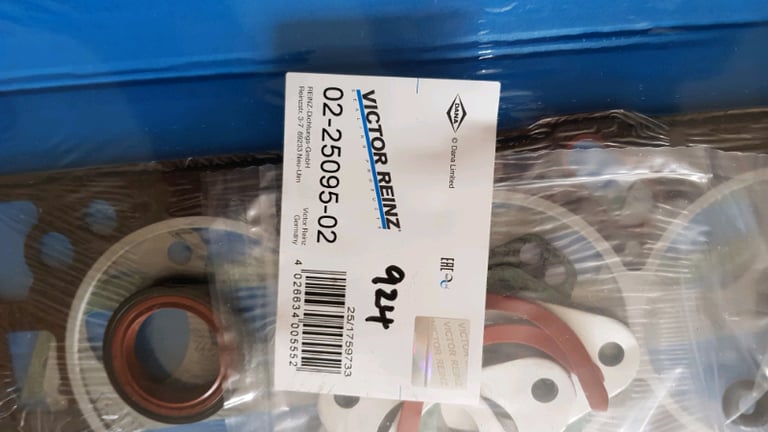 DANA
© Dana Limited
VICTOR REINZ®
02-25095-02
REINZ-Dichtungs-GmbH
Reinzstr. 3-7 89233 Neu-Ulm
Victor Reinz
Germany
EAC
924
25/1759733
4 026634 005552
VICTOR
VICTOR REINZ
REINZ